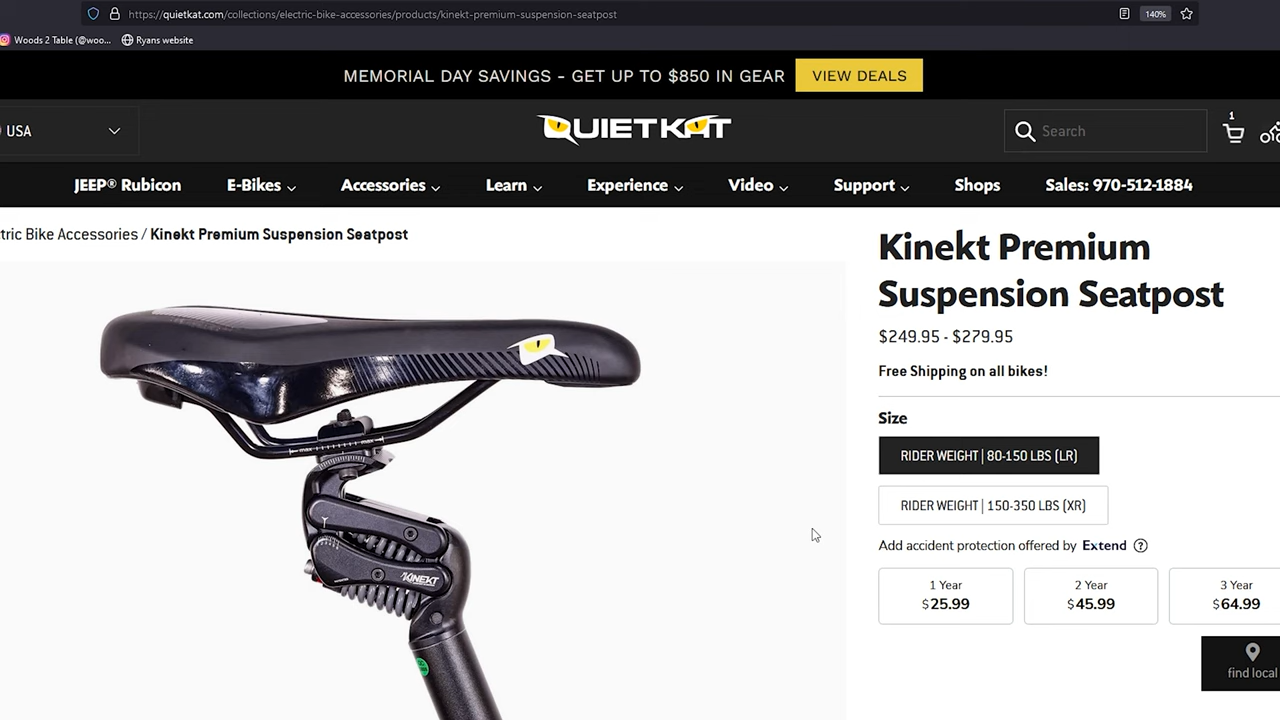 https://quietkat.com/collections/electric-bike-accessories/products/kinekt-premium-suspension-seatpost
140%
Woods 2 Table (@woo...
Ryans website
MEMORIAL DAY SAVINGS - GET UP TO $850 IN GEAR
VIEW DEALS
USA
QUIETKAT
Search
1
JEEP® Rubicon
E-Bikes
Accessories
Learn
Experience
Video
Support
Shops
Sales: 970-512-1884
tric Bike Accessories / Kinekt Premium Suspension Seatpost
Kinekt Premium
Suspension Seatpost
$249.95 - $279.95
Free Shipping on all bikes!
Size
RIDER WEIGHT | 80-150 LBS (LR)
RIDER WEIGHT | 150-350 LBS (XR)
Add accident protection offered by Extend ?
1 Year
$25.99
2 Year
$45.99
3 Year
$64.99
find local
max max
KINEKT